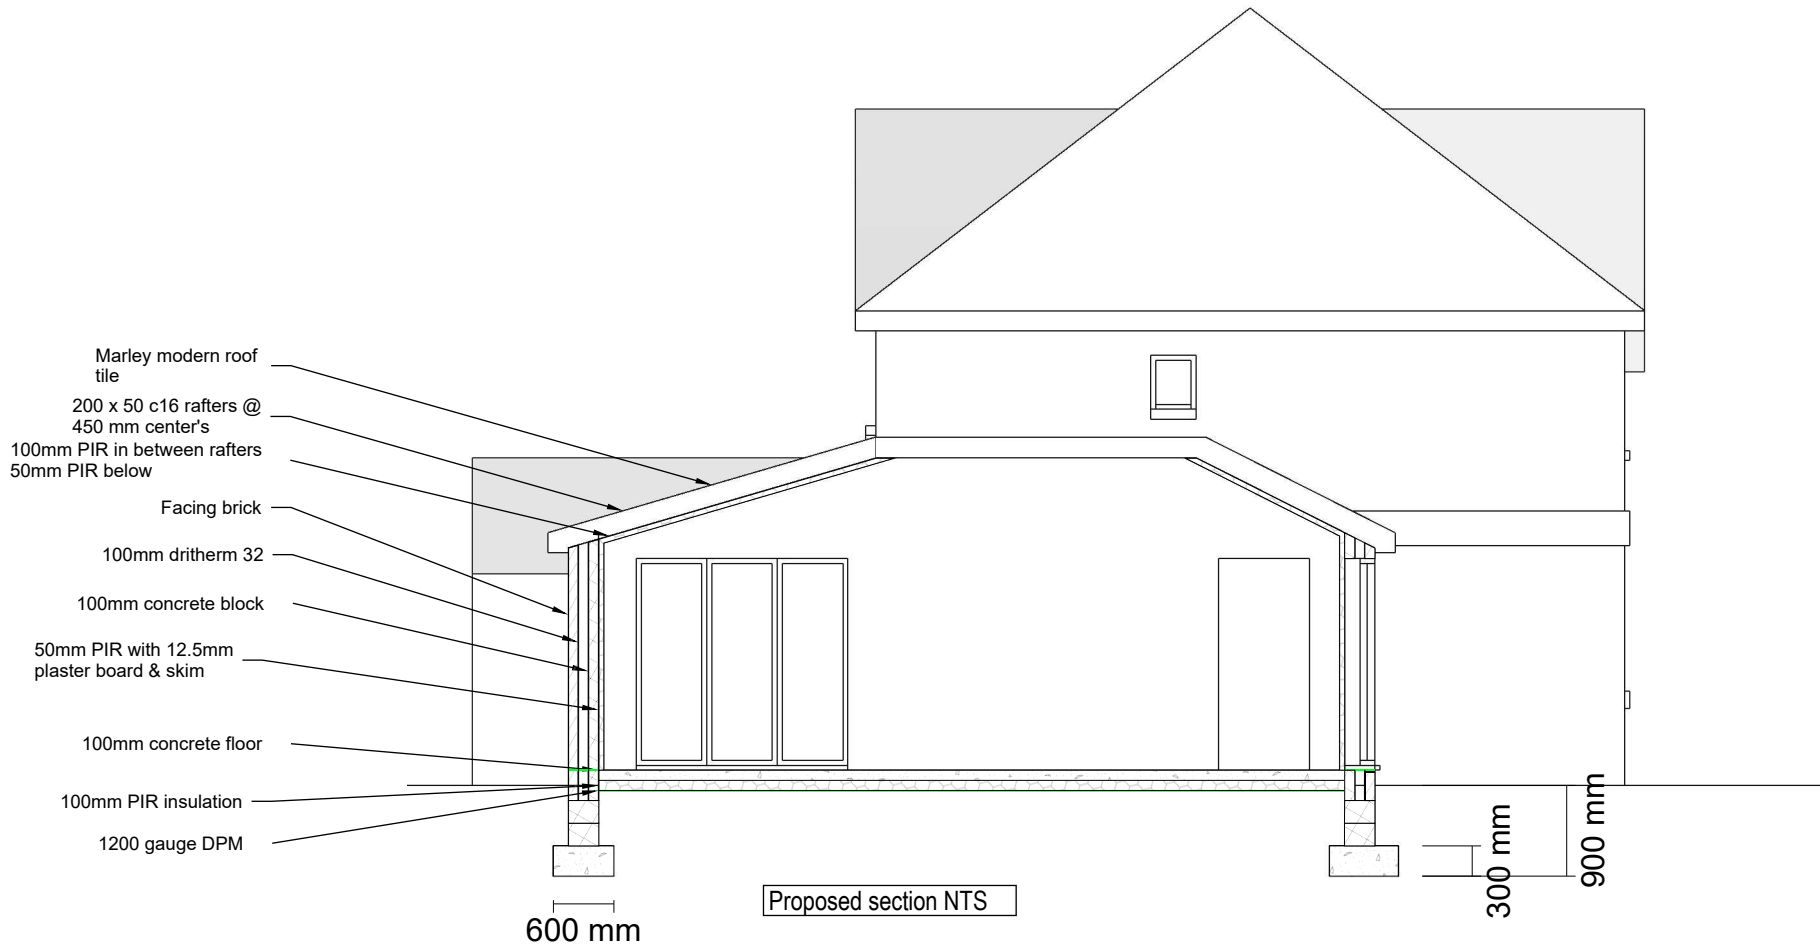 Marley modern roof
tile
200 x 50 c16 rafters @
450 mm center's
100mm PIR in between rafters
50mm PIR below
Facing brick
100mm dritherm 32
100mm concrete block
50mm PIR with 12.5mm
plaster board & skim
100mm concrete floor
100mm PIR insulation
1200 gauge DPM
600 mm
Proposed section NTS
300 mm
900 mm